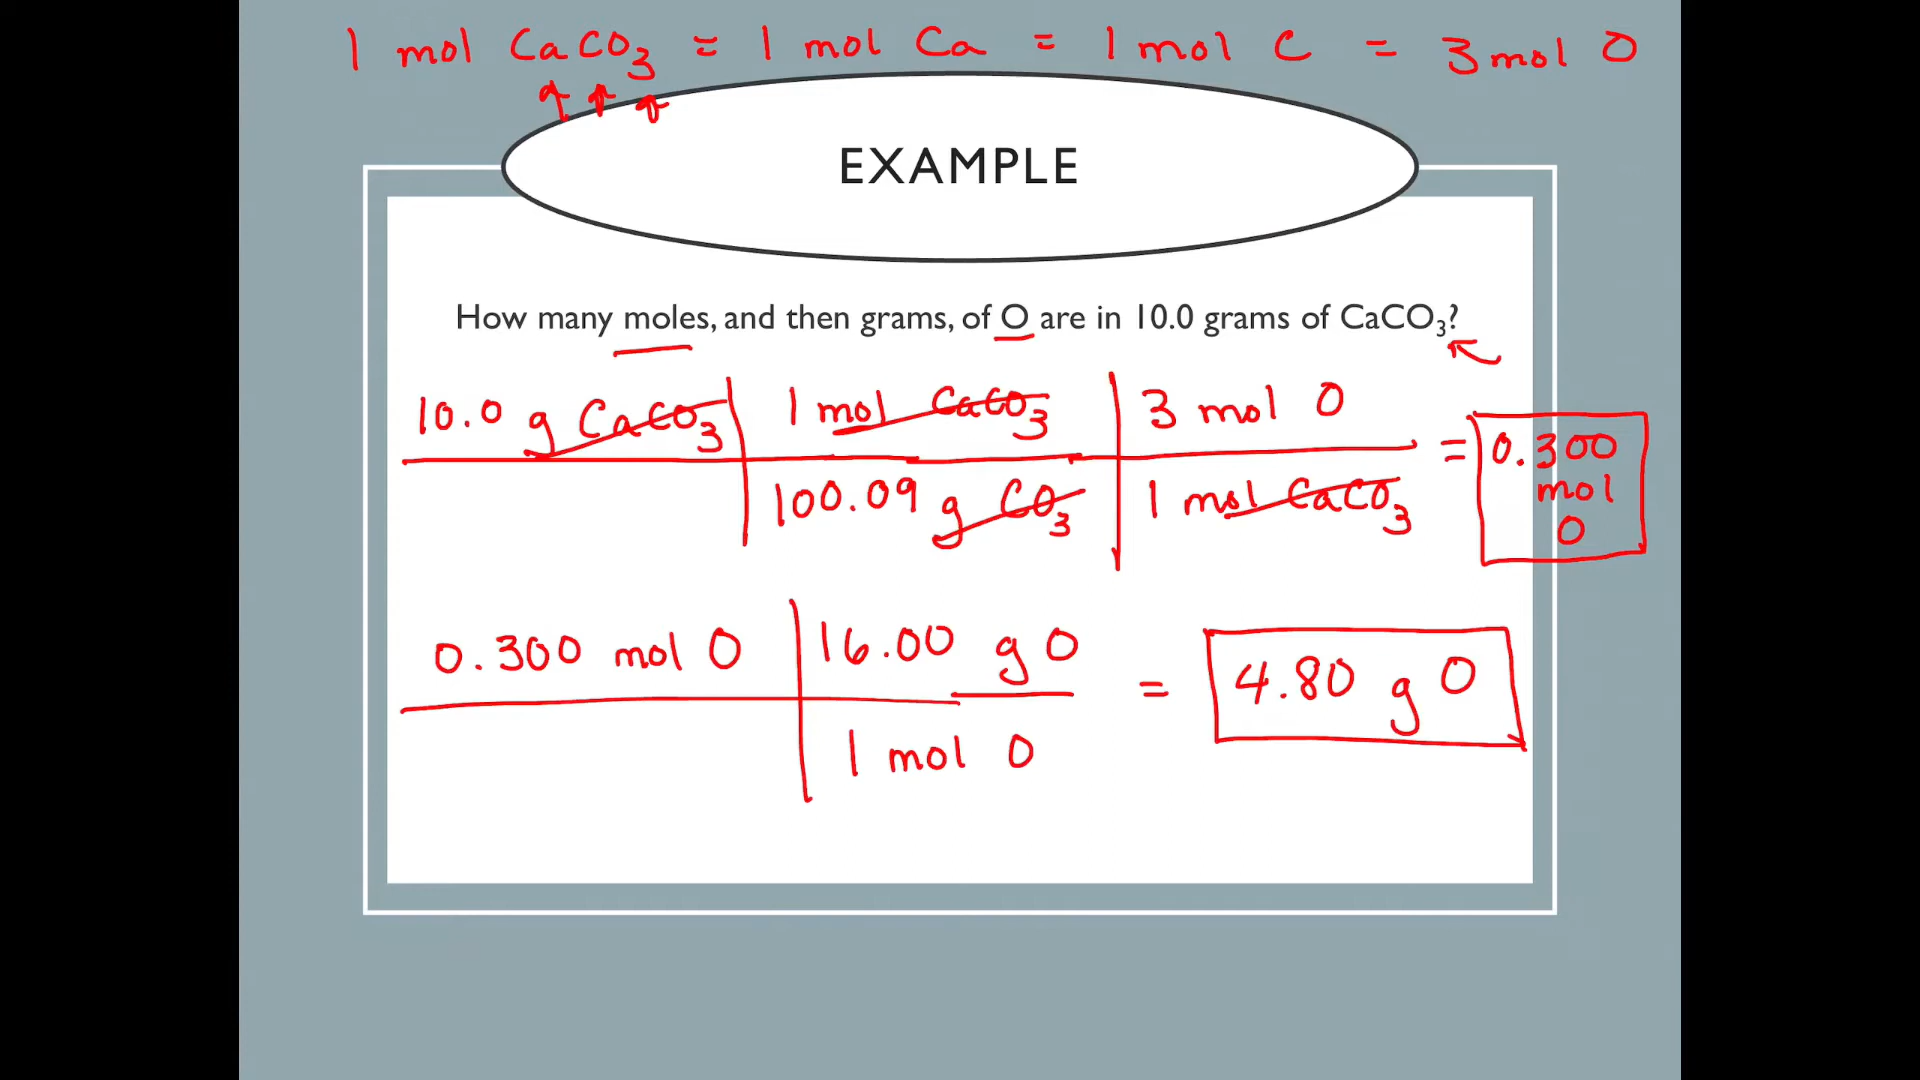 1 mol CaCO₃ = 1 mol Ca = 1 mol C = 3 mol O
EXAMPLE
How many moles, and then grams, of O are in 10.0 grams of CaCO₃?
10.0 g CaCO₃ 1 mol CaCO₃ 3 mol O
100.09 g CO₃ 1 mol CaCO₃
= 0.300
mol
O
0.300 mol O 16.00 g O
1 mol O
= 4.80 g O